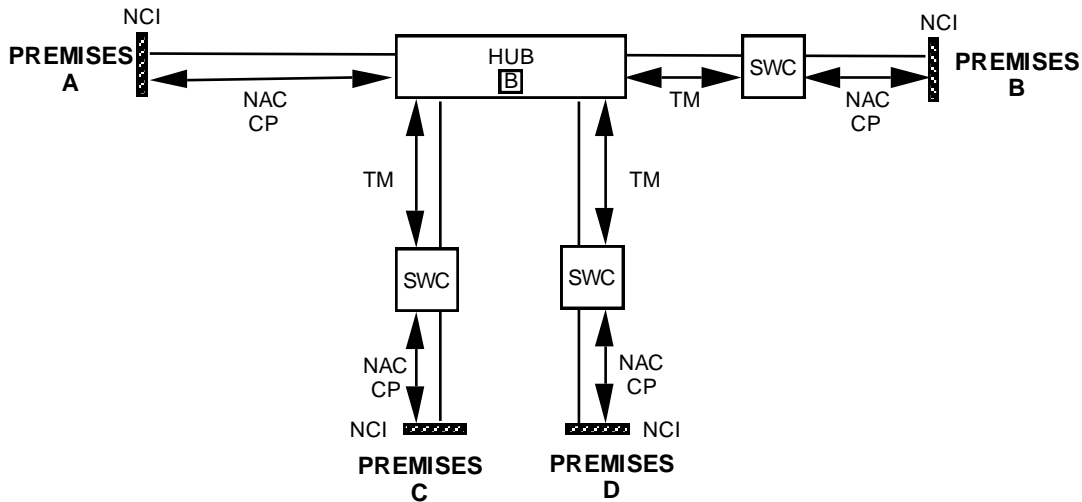 NCI
PREMISES
A
NAC
CP
HUB
B
TM
SWC
NAC
CP
NCI
PREMISES
B
TM
TM
SWC
SWC
NAC
CP
NAC
CP
NCI
NCI
PREMISES
C
PREMISES
D